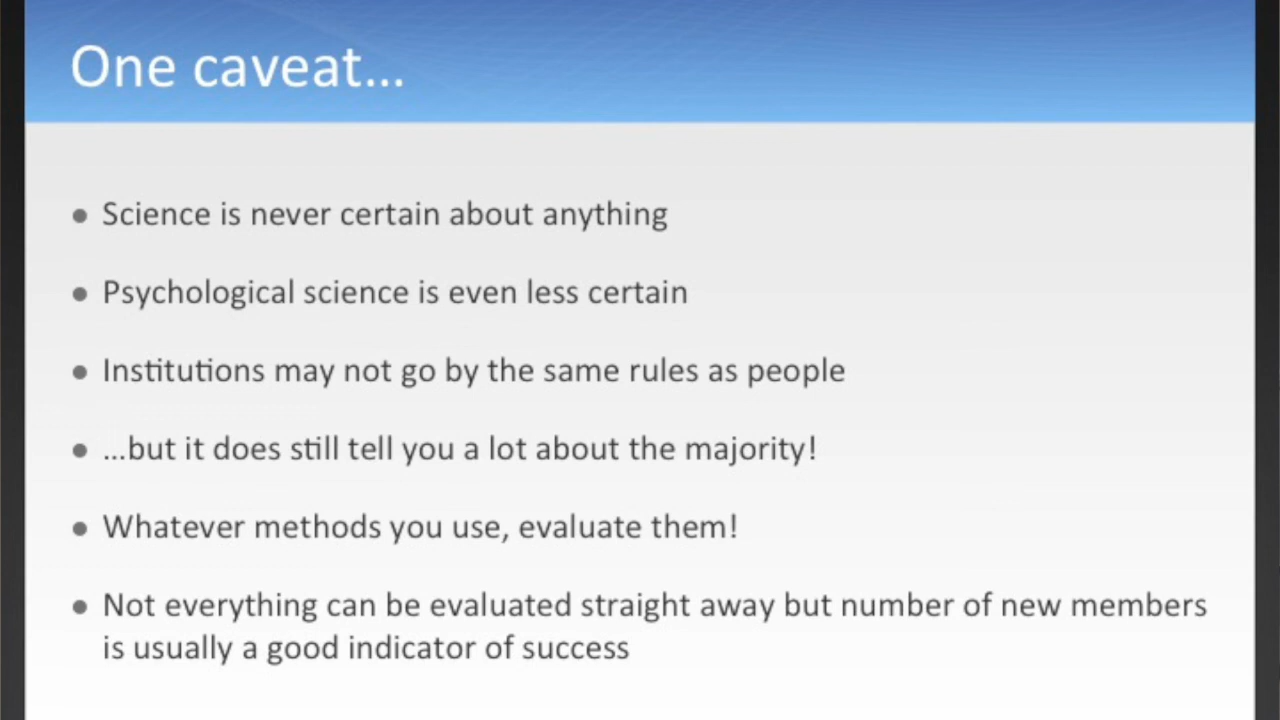 One caveat...
• Science is never certain about anything
• Psychological science is even less certain
• Institutions may not go by the same rules as people
• ...but it does still tell you a lot about the majority!
• Whatever methods you use, evaluate them!
• Not everything can be evaluated straight away but number of new members
is usually a good indicator of success